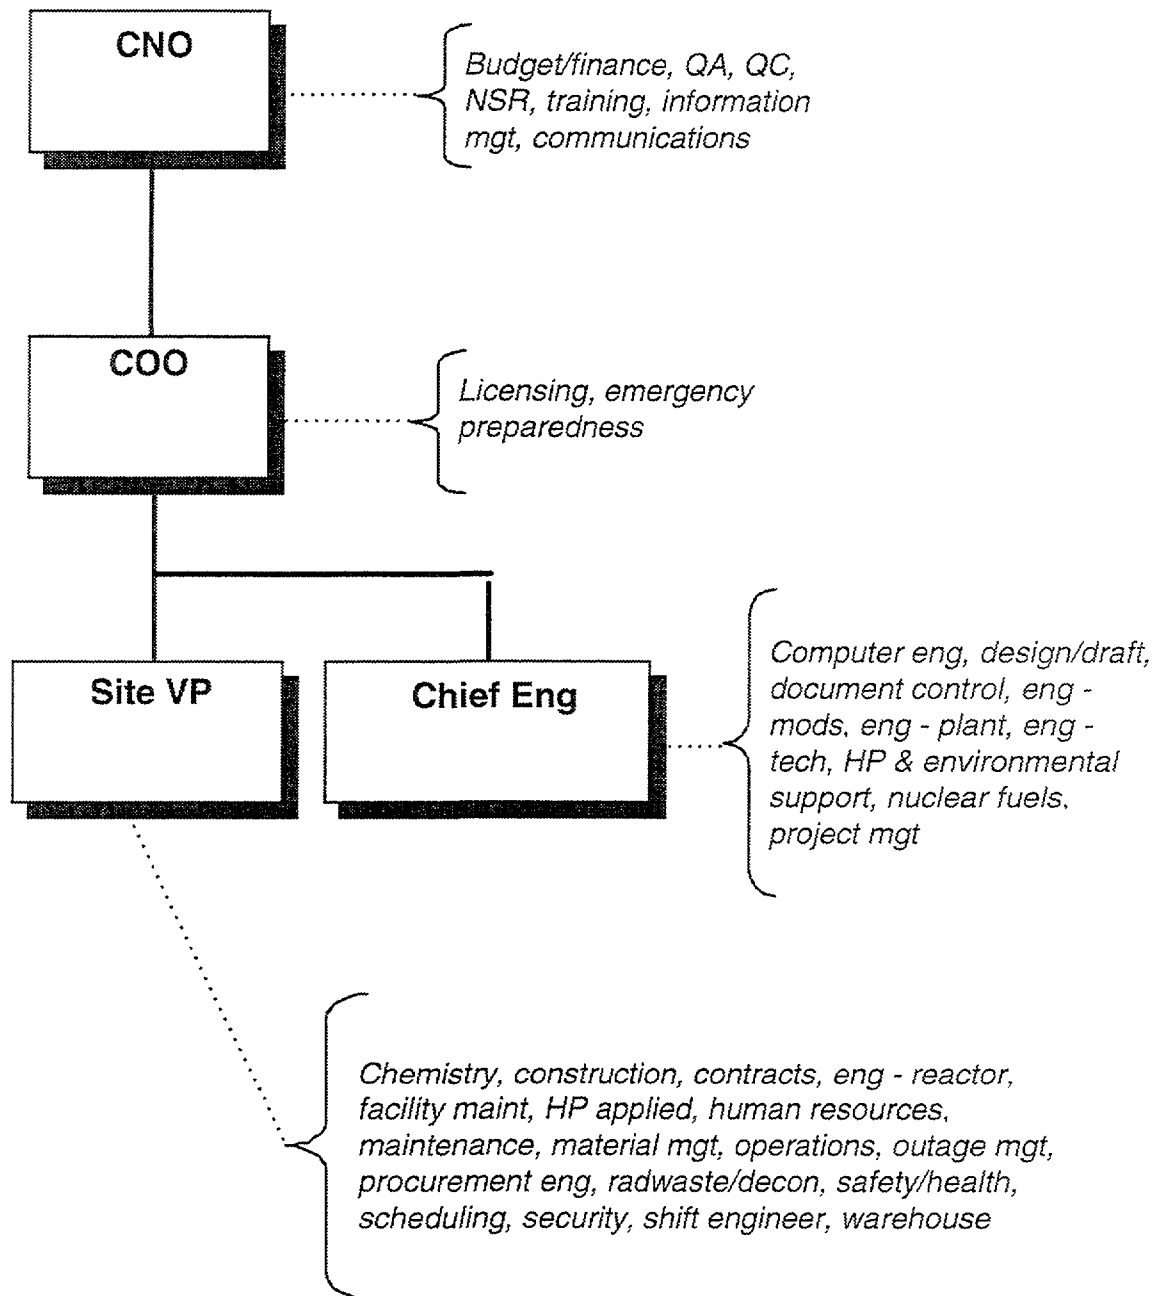 CNO
Budget/finance, QA, QC,
NSR, training, information
mgt, communications
COO
Licensing, emergency
preparedness
Site VP
Chief Eng
Computer eng, design/draft,
document control, eng -
mods, eng - plant, eng -
tech, HP & environmental
support, nuclear fuels,
project mgt
Chemistry, construction, contracts, eng - reactor,
facility maint, HP applied, human resources,
maintenance, material mgt, operations, outage mgt,
procurement eng, radwaste/decon, safety/health,
scheduling, security, shift engineer, warehouse